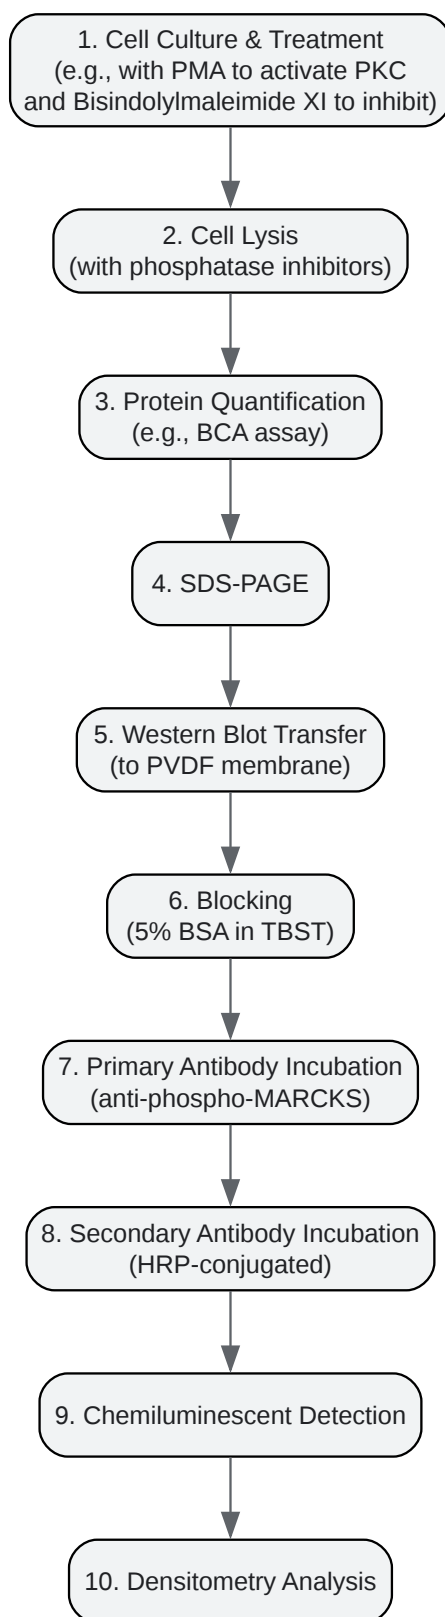 1. Cell Culture & Treatment
(e.g., with PMA to activate PKC
and Bisindolylmaleimide XI to inhibit)
2. Cell Lysis
(with phosphatase inhibitors)
3. Protein Quantification
(e.g., BCA assay)
4. SDS-PAGE
5. Western Blot Transfer
(to PVDF membrane)
6. Blocking
(5% BSA in TBST)
7. Primary Antibody Incubation
(anti-phospho-MARCKS)
8. Secondary Antibody Incubation
(HRP-conjugated)
9. Chemiluminescent Detection
10. Densitometry Analysis